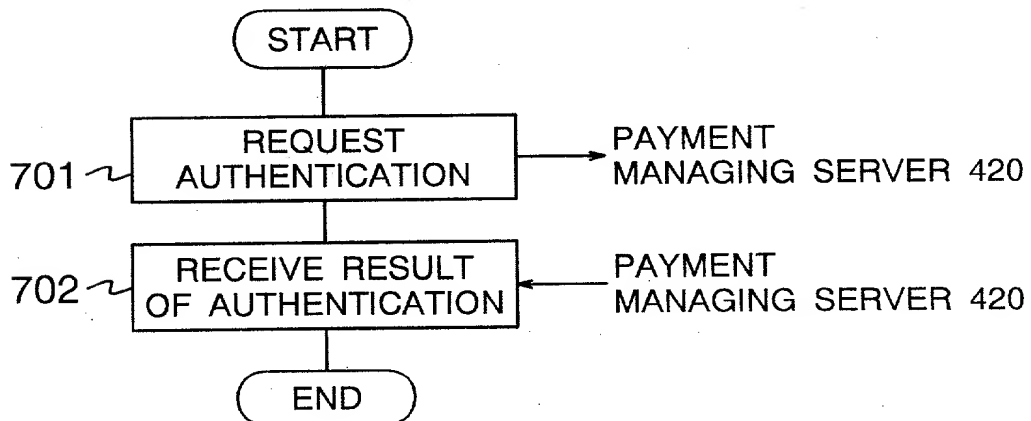 START
REQUEST
AUTHENTICATION
701
PAYMENT
MANAGING SERVER 420
RECEIVE RESULT
OF AUTHENTICATION
702
PAYMENT
MANAGING SERVER 420
END